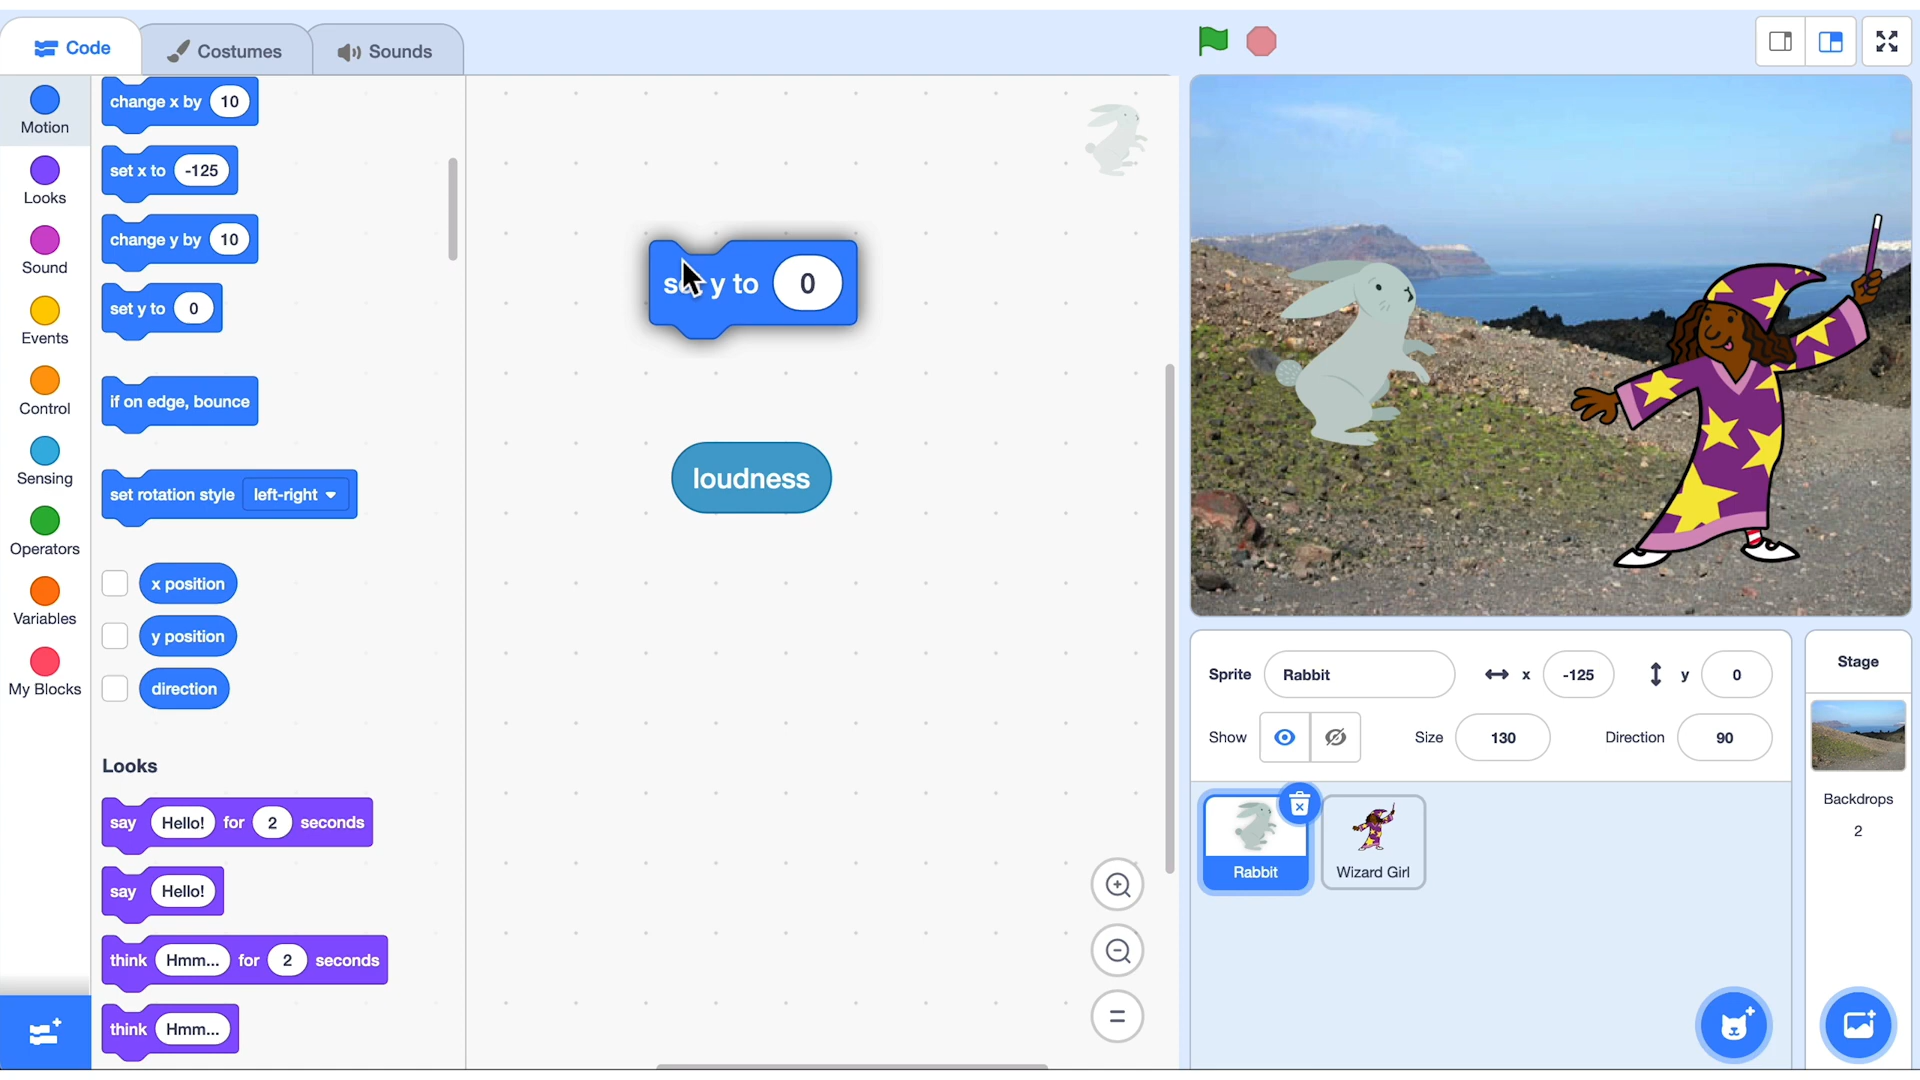 Code
Costumes
Sounds
Motion
Looks
Sound
Events
Control
Sensing
Operators
Variables
My Blocks
change x by 10
set x to -125
change y by 10
set y to 0
if on edge, bounce
set rotation style left-right
x position
y position
direction
Looks
say Hello! for 2 seconds
say Hello!
think Hmm... for 2 seconds
think Hmm...
set y to 0
loudness
Sprite Rabbit x -125 y 0
Show Size 130 Direction 90
Rabbit
Wizard Girl
Stage
Backdrops
2